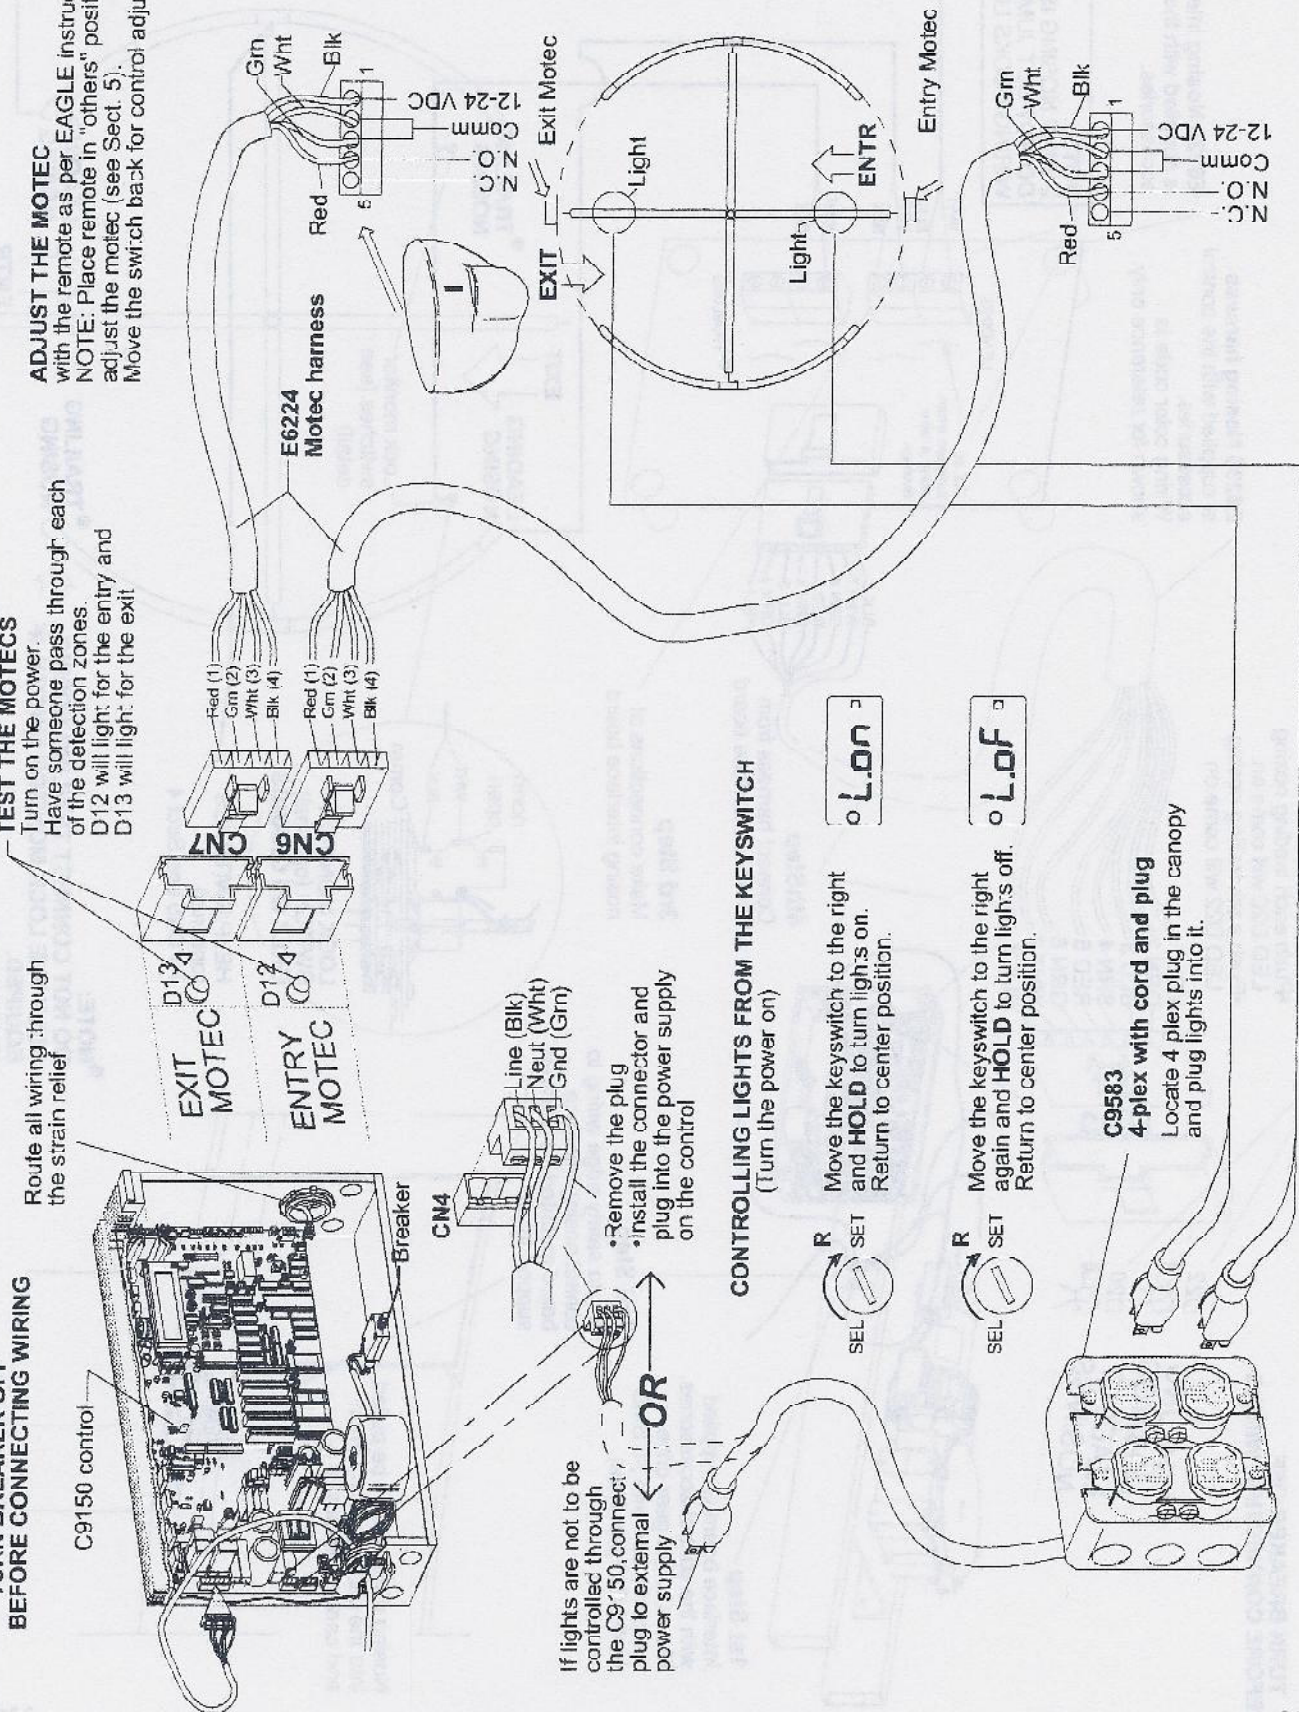 BEFORE CONNECTING WIRING
C9150 control
Route all wiring through
the strain relief
Breaker
TEST THE MOTECS
Turn on the power.
Have someone pass through each
of the detection zones.
D12 will light for the entry and
D13 will light for the exit
ADJUST THE MOTEC
with the remote as per EAGLE
NOTE: Place remote in "others"
adjust the motec (see Sect. 5).
Move the switch back for control
EXIT
MOTEC
D13
ENTRY
MOTEC
D12
CN7
CN6
Red (1)
Grn (2)
Wht (3)
Blk (4)
Red (1)
Grn (2)
Wht (3)
Blk (4)
E6224
Motec harness
Grn
Wht
Blk
Red
5
1
12-24 VDC
Comm
N.O.
N.C.
Exit Motec
EXIT
Light
Light
ENTR
Entry Motec
Grn
Wht
Blk
Red
5
1
12-24 VDC
Comm
N.O.
N.C.
CN4
Line (Blk)
Neut (Wht)
Gnd (Grn)
*Remove the plug
*Install the connector and
plug into the power supply
on the control
OR
If lights are not to be
controlled through
the C9150,connect
plug to external
power supply
CONTROLLING LIGHTS FROM THE KEYSWITCH
(Turn the power on)
R
SEL
SET
Move the keyswitch to the right
and HOLD to turn lights on.
Return to center position.
L.on
R
SEL
SET
Move the keyswitch to the right
again and HOLD to turn lights off.
Return to center position.
L.oF
C9583
4-plex with cord and plug
Locate 4 plex plug in the canopy
and plug lights into it.